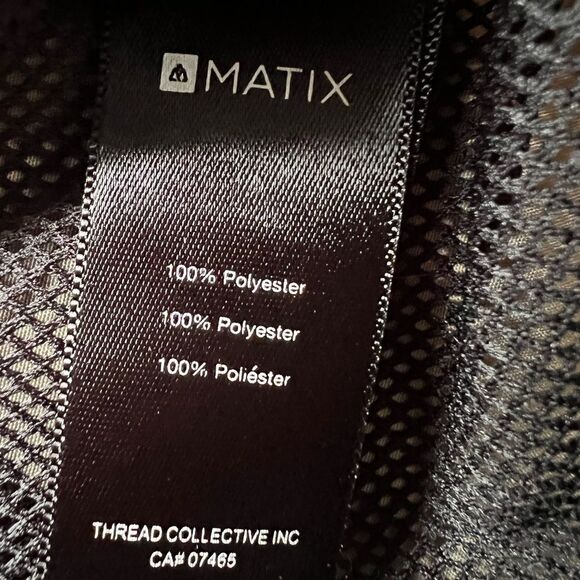 MATIX
100% Polyester
100% Polyester
100% Poliéster
THREAD COLLECTIVE INC
CA# 07465